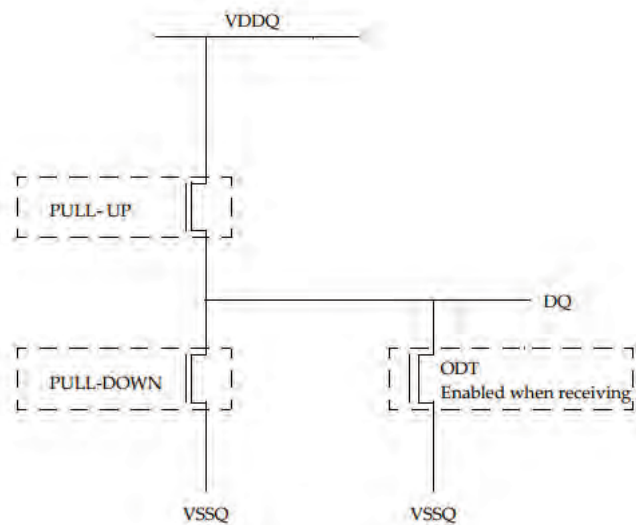 VDDQ
PULL- UP
DQ
PULL-DOWN
ODT
Enabled when receiving
VSSQ
VSSQ